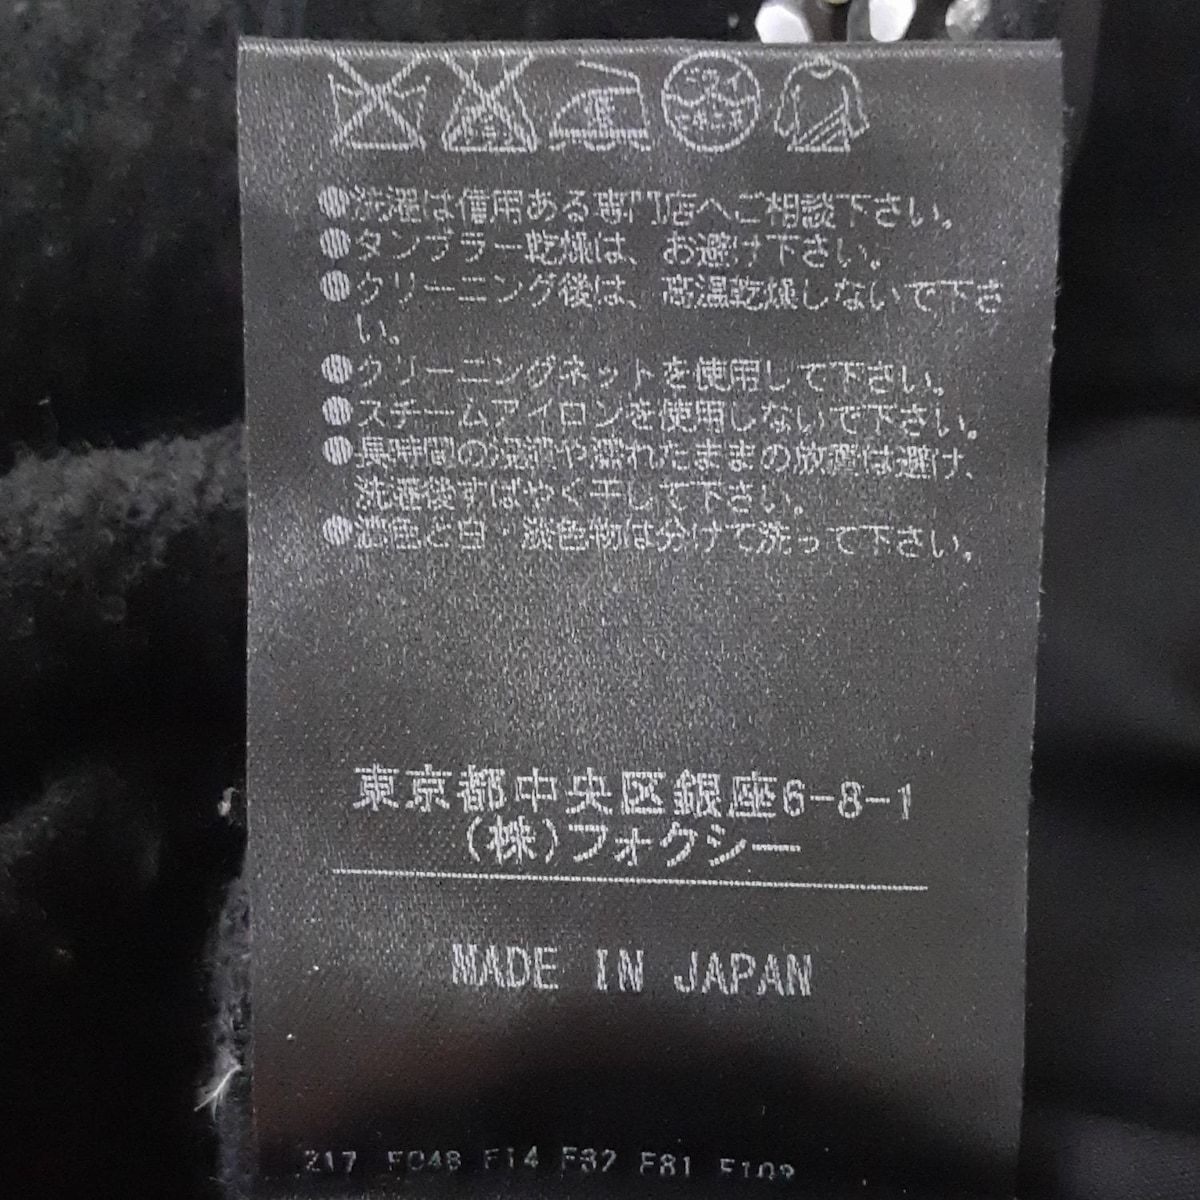 ●洗濯は信用ある専門店へご相談下さい。
●タンブラー乾燥は、お避け下さい。
●クリーニング後は、高温乾燥しないで下さ
い。
●クリーニングネットを使用して下さい。
●スチームアイロンを使用しないで下さい。
●長時間の浸漬や濡れたままの放置は避け、
洗濯後すばやく干して下さい。
●濃色と白・淡色物は分けて洗って下さい。
東京都中央区銀座6-8-1
(株)フォクシー
MADE IN JAPAN
217 F048 F14 F32 F81